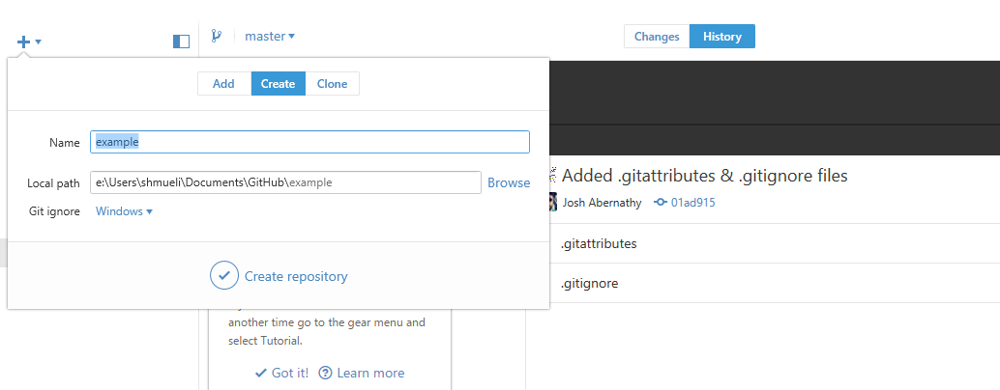 master
Changes History
Add Create Clone
Name example
Local path e:\Users\shmueli\Documents\GitHub\example Browse
Git ignore Windows
Create repository
Added .gitattributes & .gitignore files
Josh Abernathy 01ad915
.gitattributes
.gitignore
another time go to the gear menu and
select Tutorial.
Got it! Learn more